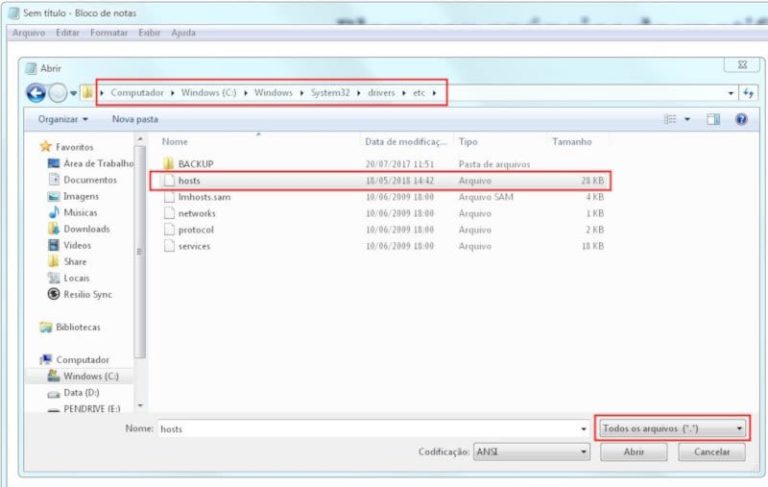 Sem título - Bloco de notas
Arquivo Editar Formatar Exibir Ajuda
Abrir
Computador Windows (C:) Windows System32 drivers etc
Organizar Nova pasta
Nome Data de modificaç... Tipo Tamanho
Favoritos
Área de Trabalho
Documentos
Imagens
Músicas
Downloads
Vídeos
Share
Locais
Resilio Sync
Bibliotecas
Computador
Windows (C:)
Data (D:)
PENDRIVE (E:)
BACKUP 20/07/2017 11:51 Pasta de arquivos
hosts 18/05/2018 14:42 Arquivo 28 KB
lmhosts.sam 10/06/2009 18:00 Arquivo SAM 4 KB
networks 10/06/2009 18:00 Arquivo 1 KB
protocol 10/06/2009 18:00 Arquivo 2 KB
services 10/06/2009 18:00 Arquivo 18 KB
Nome: hosts Todos os arquivos (*.*)
Codificação: ANSI Abrir Cancelar